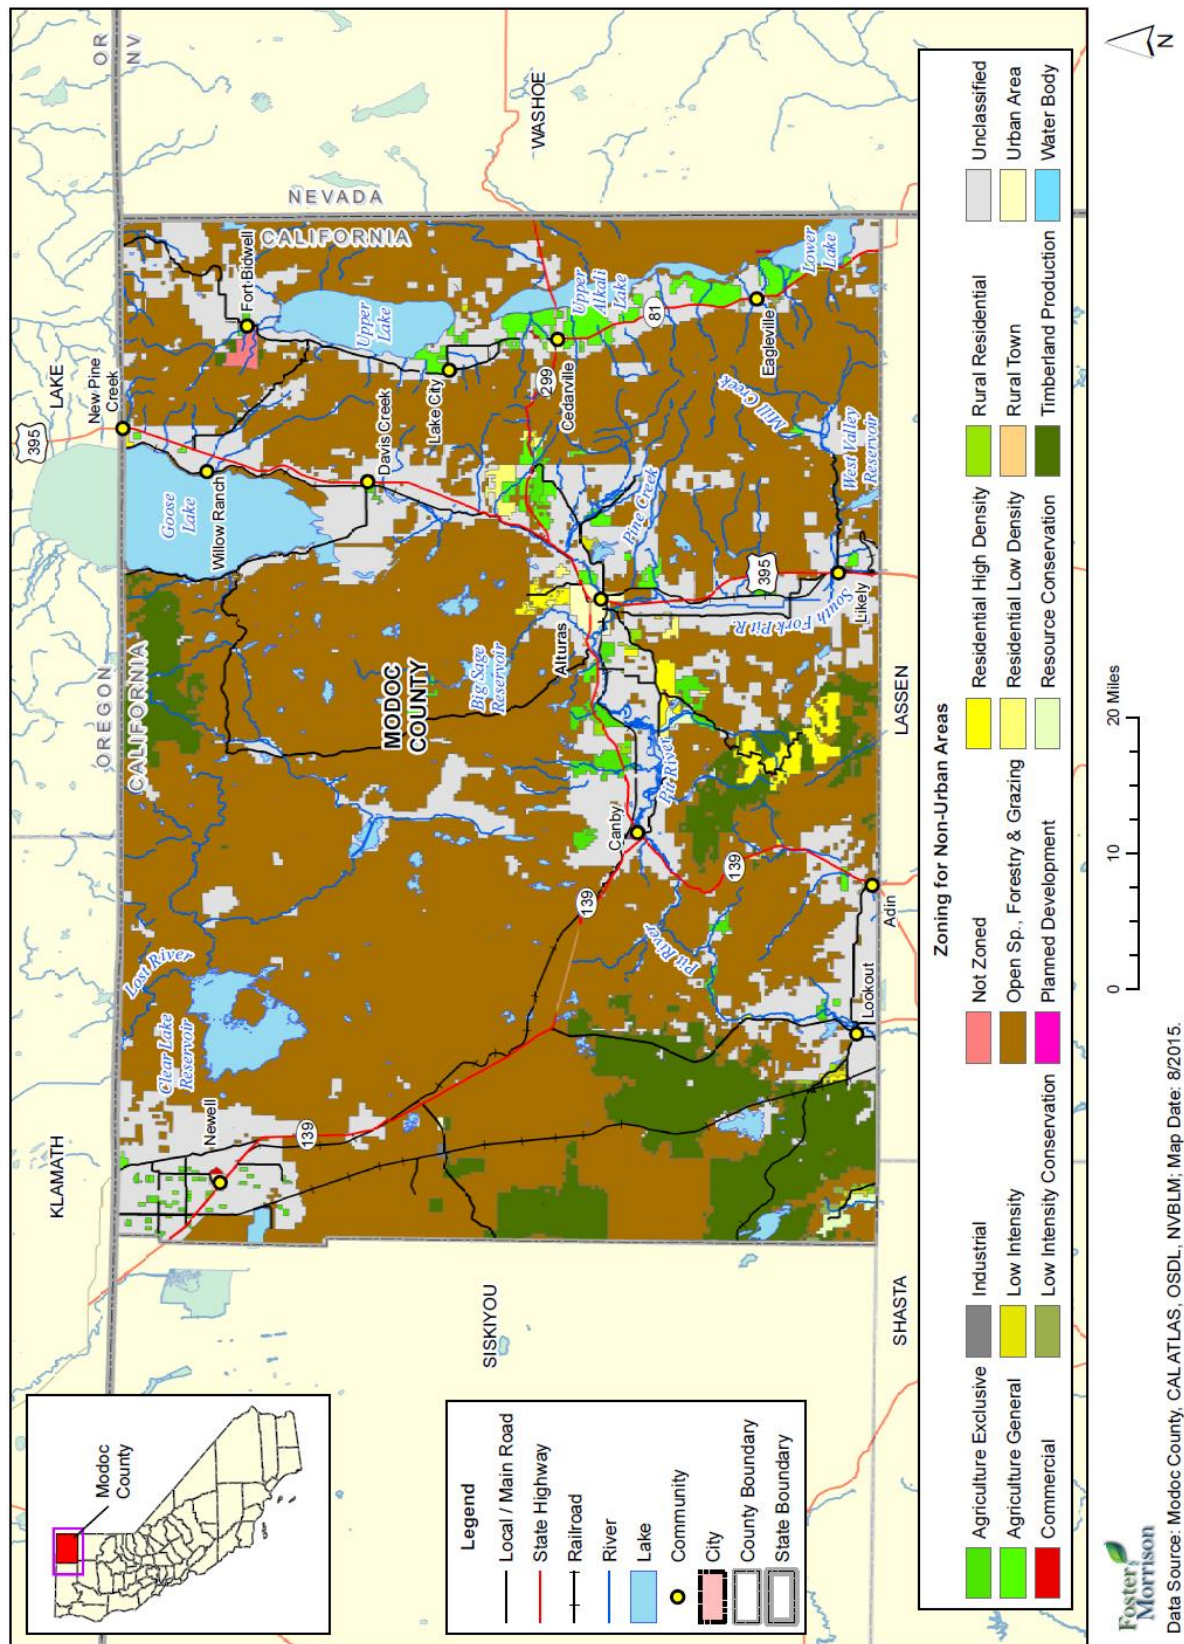 OR
NV
OREGON
CALIFORNIA
NEVADA
CALIFORNIA
KLAMATH
LAKE
WASHOE
SISKIYOU
SHASTA
LASSEN
MODOC
COUNTY
395
New Pine
Creek
Fort Bidwell
Goose
Lake
Willow Ranch
Upper
Lake
Davis Creek
Lake City
Lost River
Clear Lake
Reservoir
Newell
139
Big Sage
Reservoir
299
Cedarville
Upper
Alkali
Lake
81
Alturas
Pine Creek
Canby
Pit River
139
Pit River
139
Mill Creek
Eagleville
Lower
Lake
395
South Fork Pit R.
West Valley
Reservoir
Likely
Lookout
Adin
Modoc
County
Legend
Local / Main Road
State Highway
Railroad
River
Lake
Community
City
County Boundary
State Boundary
Zoning for Non-Urban Areas
Agriculture Exclusive
Agriculture General
Commercial
Industrial
Low Intensity
Low Intensity Conservation
Not Zoned
Open Sp., Forestry & Grazing
Planned Development
Residential High Density
Residential Low Density
Resource Conservation
Rural Residential
Rural Town
Timberland Production
Unclassified
Urban Area
Water Body
0 10 20 Miles
N
Foster
Morrison
Data Source: Modoc County, CALATLAS, OSDL, NVBLM; Map Date: 8/2015.